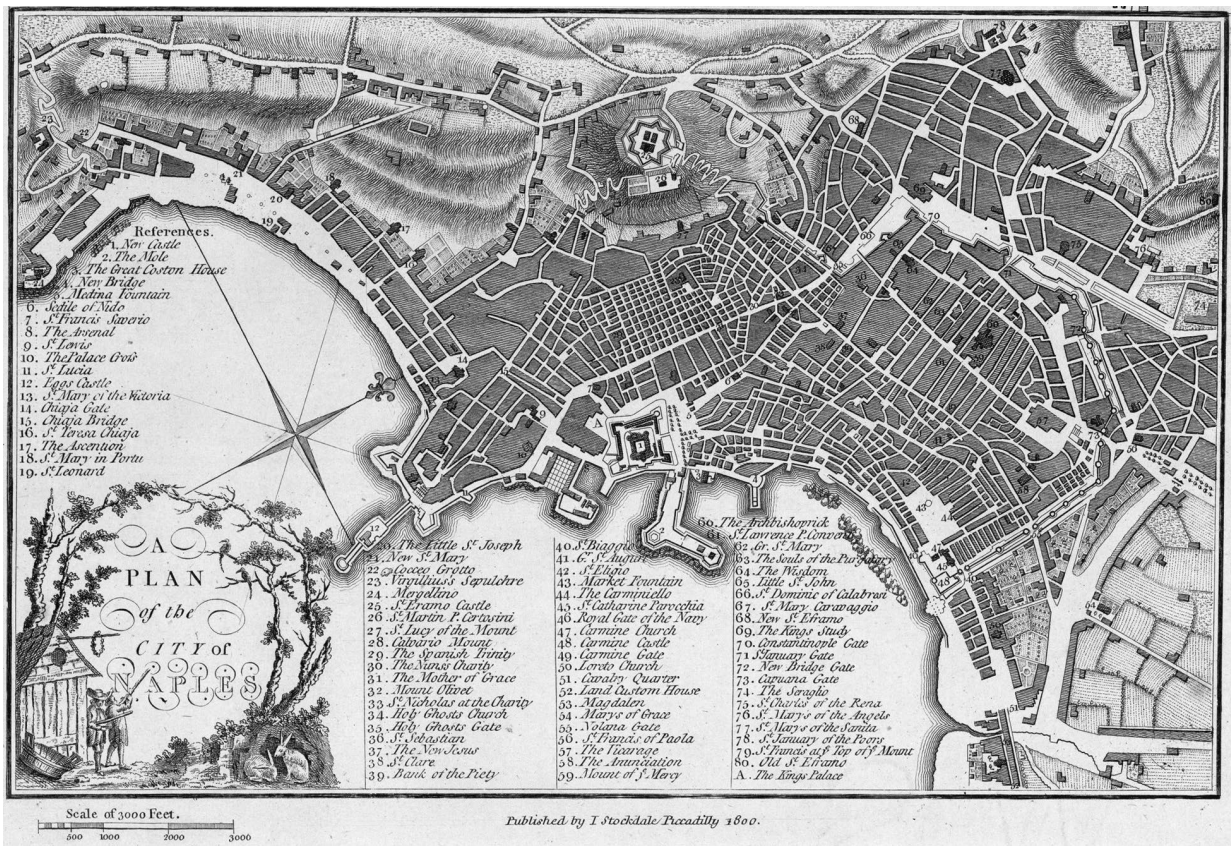 References.
1. New Castle
2. The Mole
3. The Great Coston House
4. New Bridge
5. Medina Fountain
6. Sedile of Nido
7. St. Francis Saverio
8. The Arsenal
9. St. Lewis
10. The Palace Grofs
11. St. Lucia
12. Eggs Castle
13. St. Mary of the Victoria
14. Chiaja Gate
15. Chiaja Bridge
16. St. Teresa Chiaja
17. The Ascention
18. St. Mary in Portu
19. St. Leonard
20. The Little St. Joseph
21. New St. Mary
22. Coccea Grotto
23. Virgilius's Sepulchre
24. Mergellino
25. St. Eramo Castle
26. St. Martin P. Certosini
27. St. Lucy of the Mount
28. Calvario Mount
29. The Spanish Trinity
30. The Nunss Charity
31. The Mother of Grace
32. Mount Olivet
33. St. Nicholas at the Charity
34. Holy Ghosts Church
35. Holy Ghosts Gate
36. St. Sebastian
37. The New Jesus
38. St. Clare
39. Bank of the Piety
40. St. Biaggio
41. Gt. St. Augun
42. St. Eligio
43. Market Fountain
44. The Carminiello
45. St. Catharine Parocchia
46. Royal Gate of the Navy
47. Carmine Church
48. Carmine Castle
49. Carmine Gate
50. Loreto Church
51. Cavalry Quarter
52. Land Custom House
53. Magdalen
54. Marys of Grace
55. Nolana Gate
56. St. Francis of Paola
57. The Vicarage
58. The Anunciation
59. Mount of ye. Mercy
60. The Archbishoprick
61. St. Lawrence P. Convent
62. Gr. St. Mary
63. The Souls of the Purgatary
64. The Wisdom
65. Little St. John
66. St. Dominic of Calabresi
67. St. Mary Caravaggio
68. New St. Eframo
69. The Kings Study
70. Constantinople Gate
71. St. January Gate
72. New Bridge Gate
73. Capuana Gate
74. The Seraglio
75. St. Charles of the Rena
76. St. Marys of the Angels
77. St. Marys of the Sanita
78. St. January of the Poors
79. St. Francis at ye. Top of ye. Mount
80. Old St. Eframo
A. The Kings Palace
A
PLAN
of the
CITY of
NAPLES
Scale of 3000 Feet.
500 1000 2000 3000
Published by I Stockdale Piccadilly 1800.